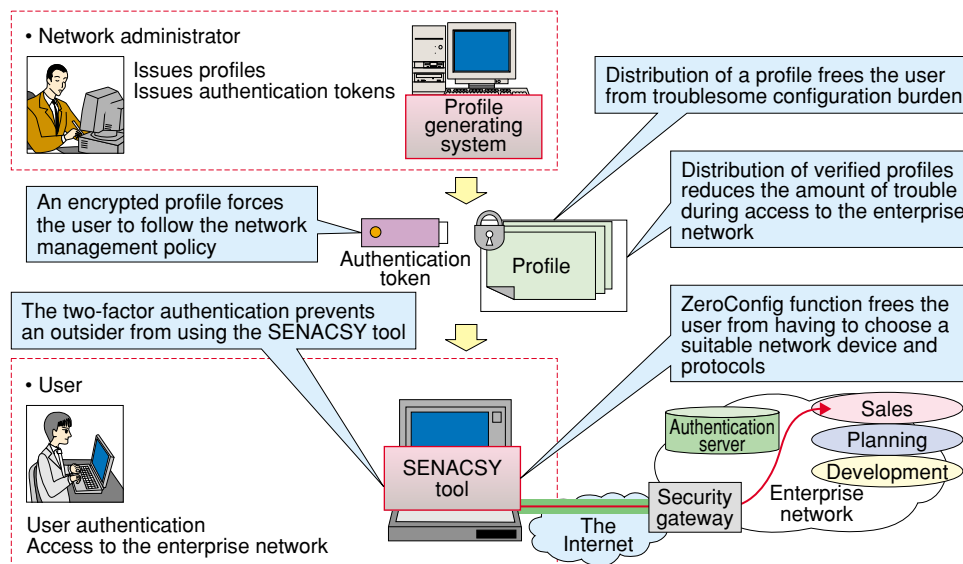 • Network administrator
Issues profiles
Issues authentication tokens
Profile
generating
system
Distribution of a profile frees the user
from troublesome configuration burden
Distribution of verified profiles
reduces the amount of trouble
during access to the enterprise
network
An encrypted profile forces
the user to follow the network
management policy
Authentication
token
Profile
The two-factor authentication prevents
an outsider from using the SENACSY tool
ZeroConfig function frees the
user from having to choose a
suitable network device and
protocols
• User
User authentication
Access to the enterprise network
SENACSY
tool
The
Internet
Security
gateway
Authentication
server
Sales
Planning
Development
Enterprise
network